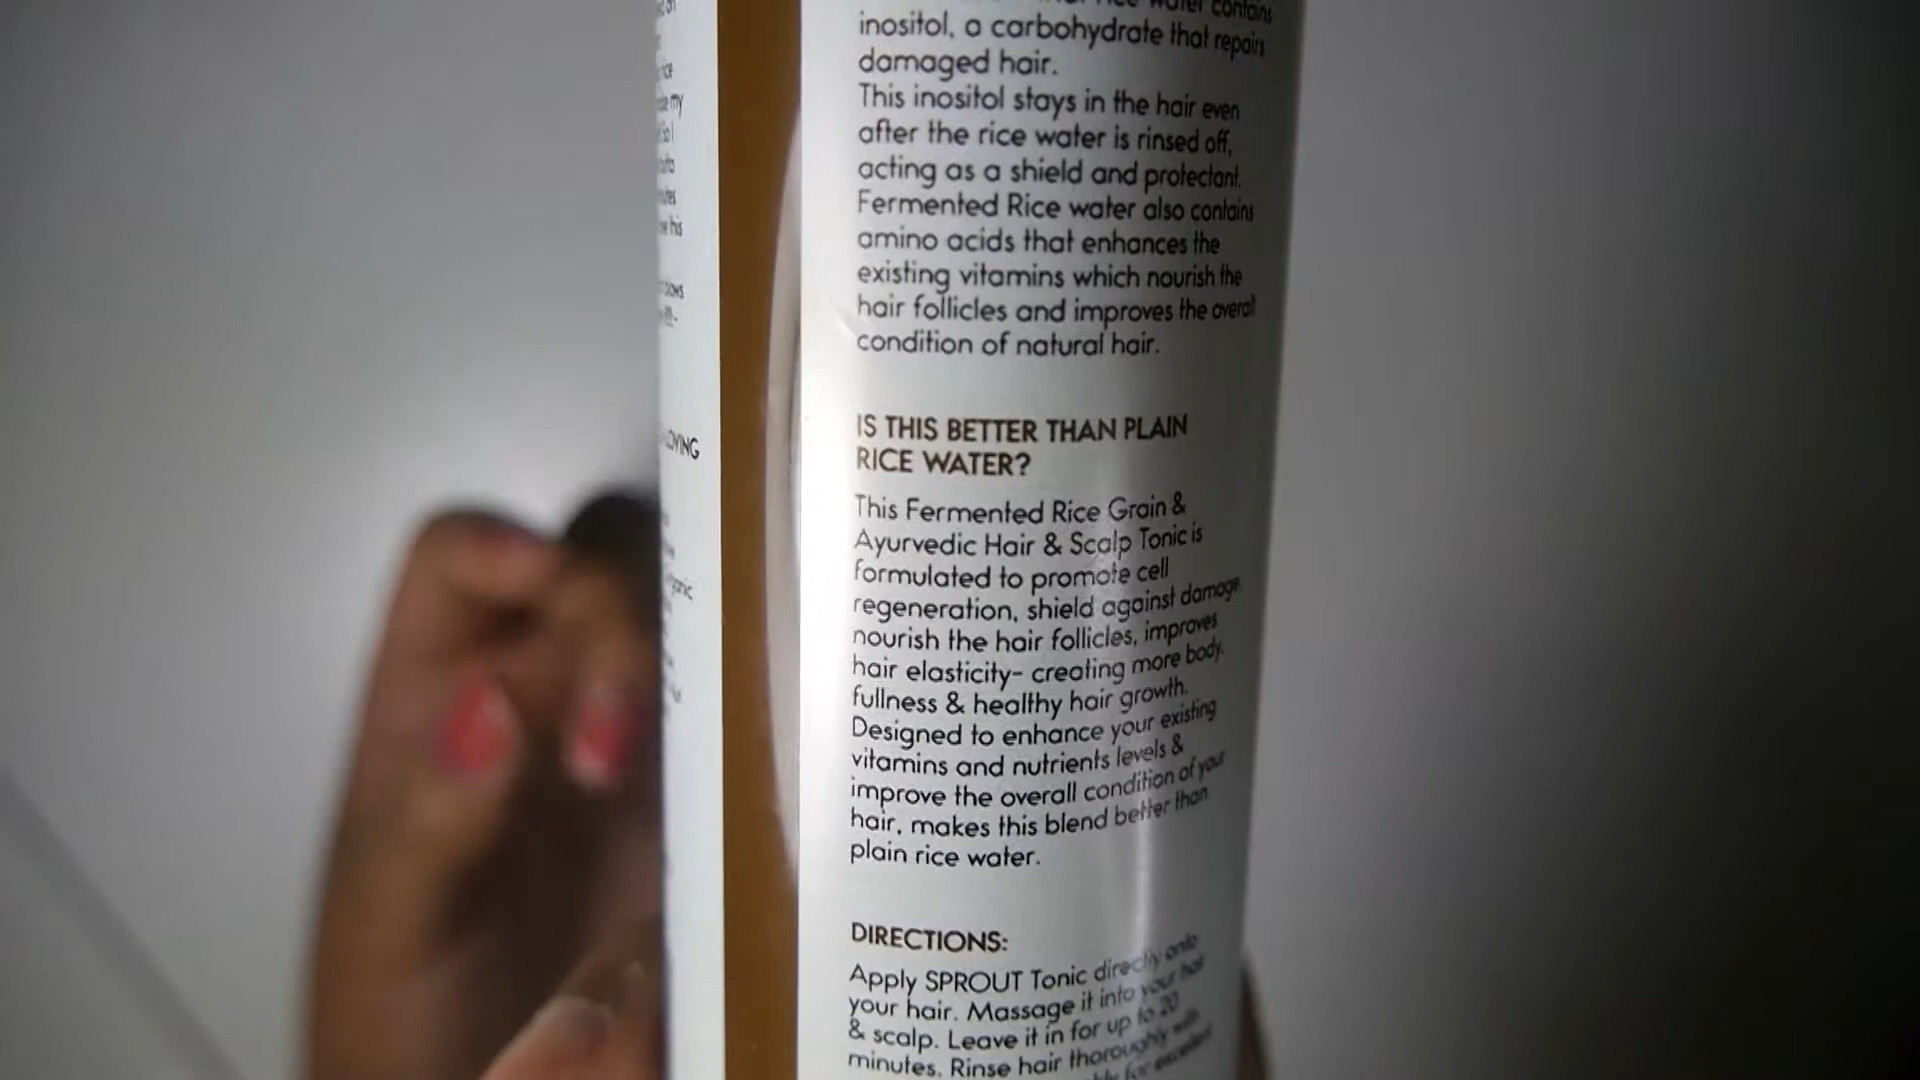 water contains
inositol, a carbohydrate that repairs
damaged hair.
This inositol stays in the hair even
after the rice water is rinsed off,
acting as a shield and protectant.
Fermented Rice water also contains
amino acids that enhances the
existing vitamins which nourish the
hair follicles and improves the overall
condition of natural hair.
IS THIS BETTER THAN PLAIN
RICE WATER?
This Fermented Rice Grain &
Ayurvedic Hair & Scalp Tonic is
formulated to promote cell
regeneration, shield against damage,
nourish the hair follicles, improves
hair elasticity- creating more body,
fullness & healthy hair growth.
Designed to enhance your existing
vitamins and nutrients levels &
improve the overall condition of your
hair, makes this blend better than
plain rice water.
DIRECTIONS:
Apply SPROUT Tonic directly onto
your hair. Massage it into your hair
& scalp. Leave it in for up to 20
minutes. Rinse hair thoroughly with
for excellent